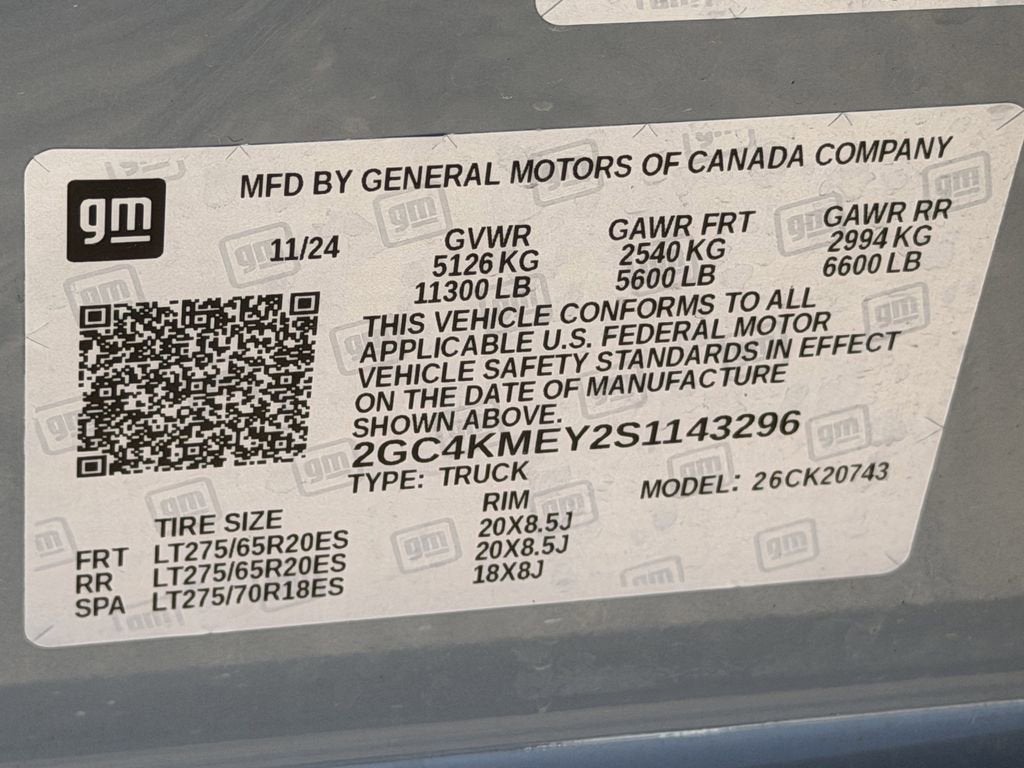 gm
MFD BY GENERAL MOTORS OF CANADA COMPANY
11/24
GVWR
5126 KG
11300 LB
GAWR FRT
2540 KG
5600 LB
GAWR RR
2994 KG
6600 LB
THIS VEHICLE CONFORMS TO ALL
APPLICABLE U.S. FEDERAL MOTOR
VEHICLE SAFETY STANDARDS IN EFFECT
ON THE DATE OF MANUFACTURE
SHOWN ABOVE.
2GC4KMEY2S1143296
TYPE: TRUCK
MODEL: 26CK20743
TIRE SIZE RIM
FRT LT275/65R20ES 20X8.5J
RR LT275/65R20ES 20X8.5J
SPA LT275/70R18ES 18X8J